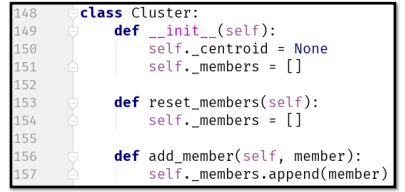 148 class Cluster:
149     def __init__(self):
150         self._centroid = None
151         self._members = []
152
153     def reset_members(self):
154         self._members = []
155
156     def add_member(self, member):
157         self._members.append(member)